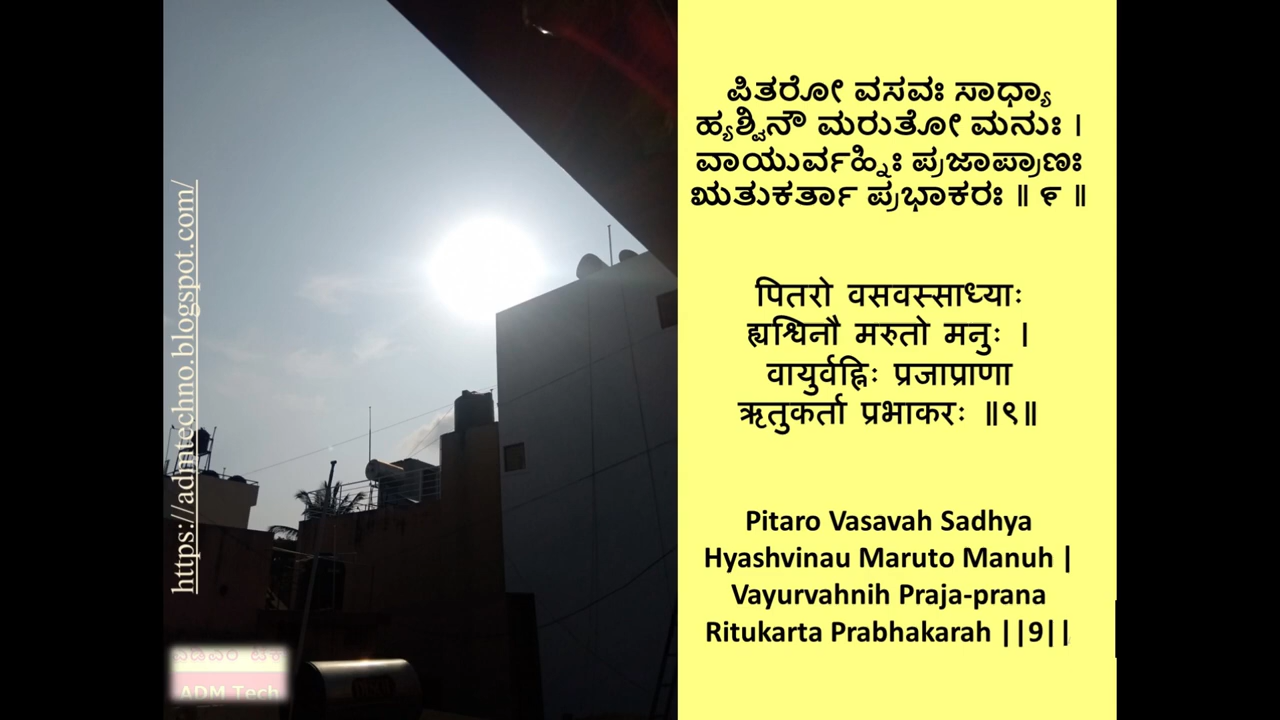 https://admtechno.blogspot.com/
ADM Tech
ಪಿತರೋ ವಸವಃ ಸಾಧ್ಯಾ
ಹ್ಯಶ್ವಿನೌ ಮರುತೋ ಮನುಃ |
ವಾಯುರ್ವಹ್ನಿಃ ಪ್ರಜಾಪ್ರಾಣಃ
ಋತುಕರ್ತಾ ಪ್ರಭಾಕರಃ ॥ ೯ ॥
पितरो वसवस्साध्याः
ह्यश्विनौ मरुतो मनुः ।
वायुर्वह्निः प्रजाप्राणा
ऋतुकर्ता प्रभाकरः ॥९॥
Pitaro Vasavah Sadhya
Hyashvinau Maruto Manuh |
Vayurvahnih Praja-prana
Ritukarta Prabhakarah ||9||